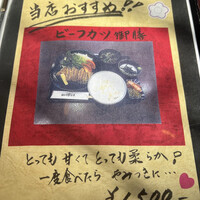 当店おすすめ!!
ビーフカツ御膳
とっても甘くてとっても柔らか?
一度食べたらやみつきに…
¥1,500-